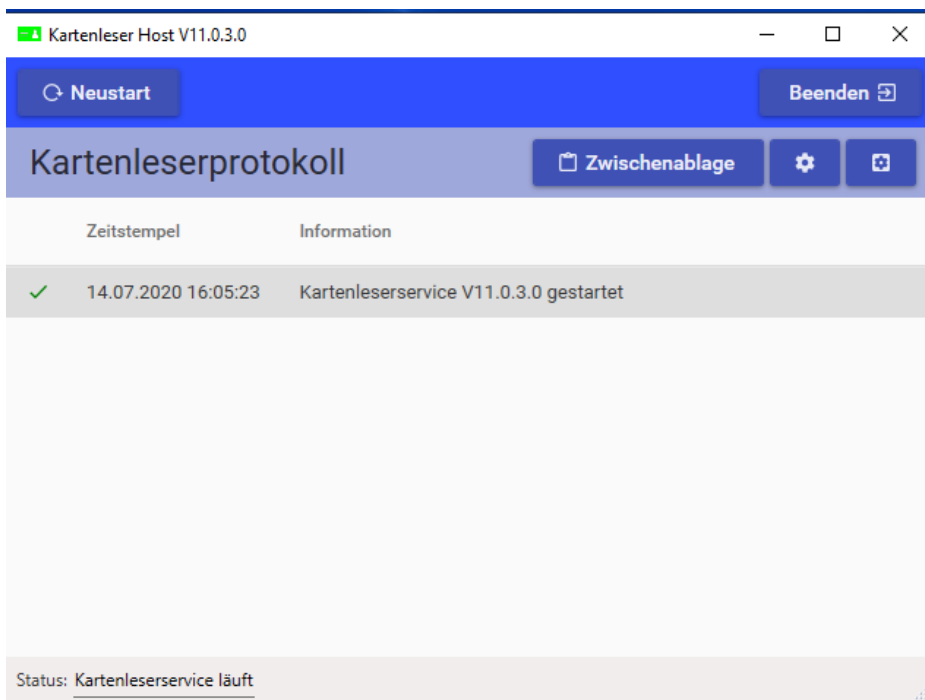 Kartenleser Host V11.0.3.0
Neustart Beenden
Kartenleserprotokoll Zwischenablage
Zeitstempel Information
14.07.2020 16:05:23 Kartenleserservice V11.0.3.0 gestartet
Status: Kartenleserservice läuft